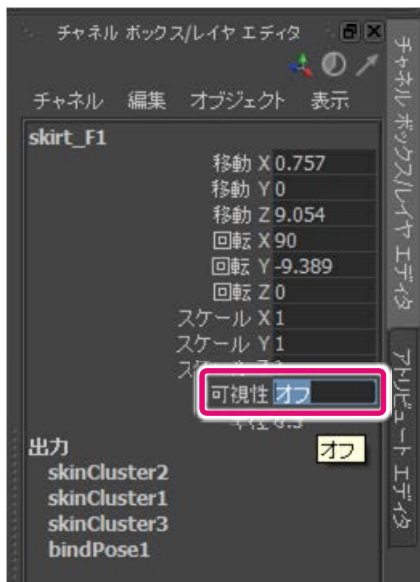 チャネル ボックス/レイヤ エディタ
チャネル 編集 オブジェクト 表示
skirt_F1
移動 X 0.757
移動 Y 0
移動 Z 9.054
回転 X 90
回転 Y -9.389
回転 Z 0
スケール X 1
スケール Y 1
可視性 オフ
オフ
出力
skinCluster2
skinCluster1
skinCluster3
bindPose1
チャネル ボックス/レイヤ エディタ
アトリビュート エディタ